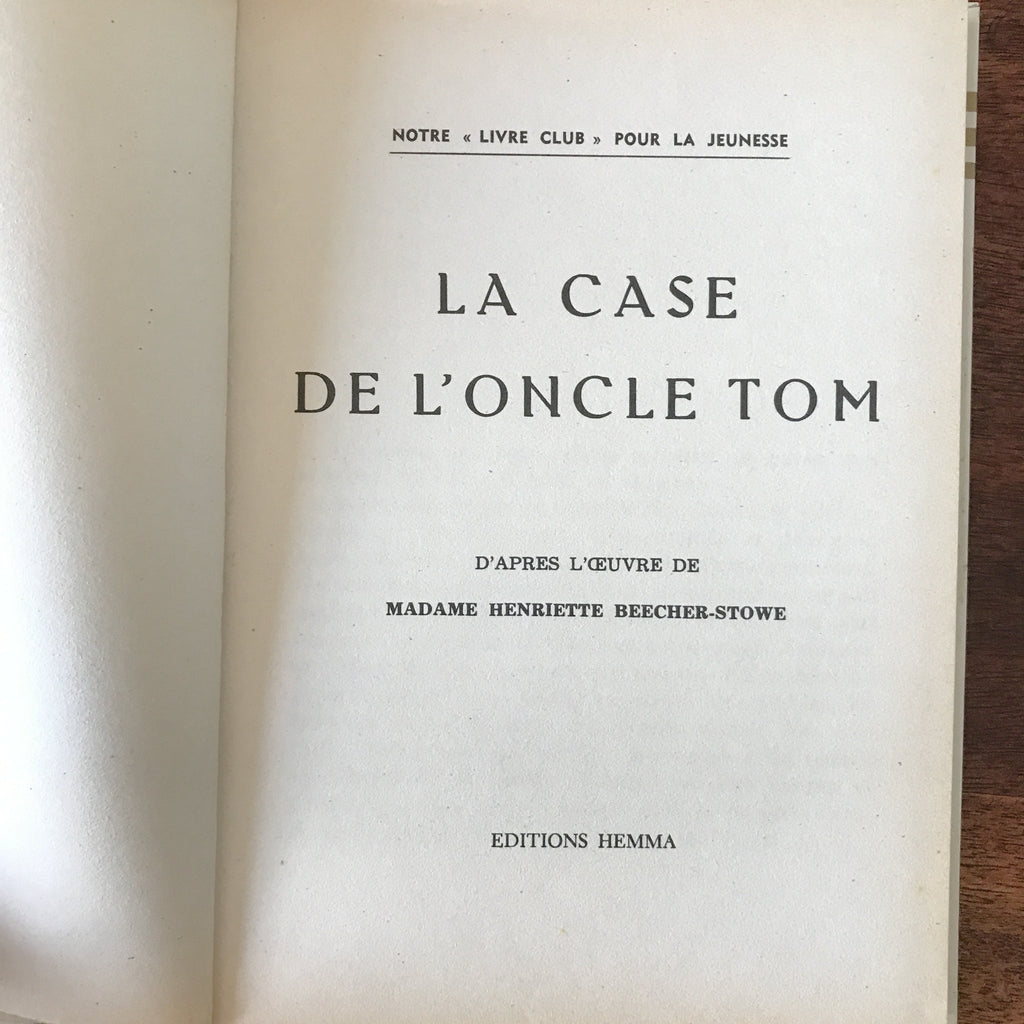 NOTRE « LIVRE CLUB » POUR LA JEUNESSE
LA CASE
DE L'ONCLE TOM
D'APRES L'ŒUVRE DE
MADAME HENRIETTE BEECHER-STOWE
EDITIONS HEMMA